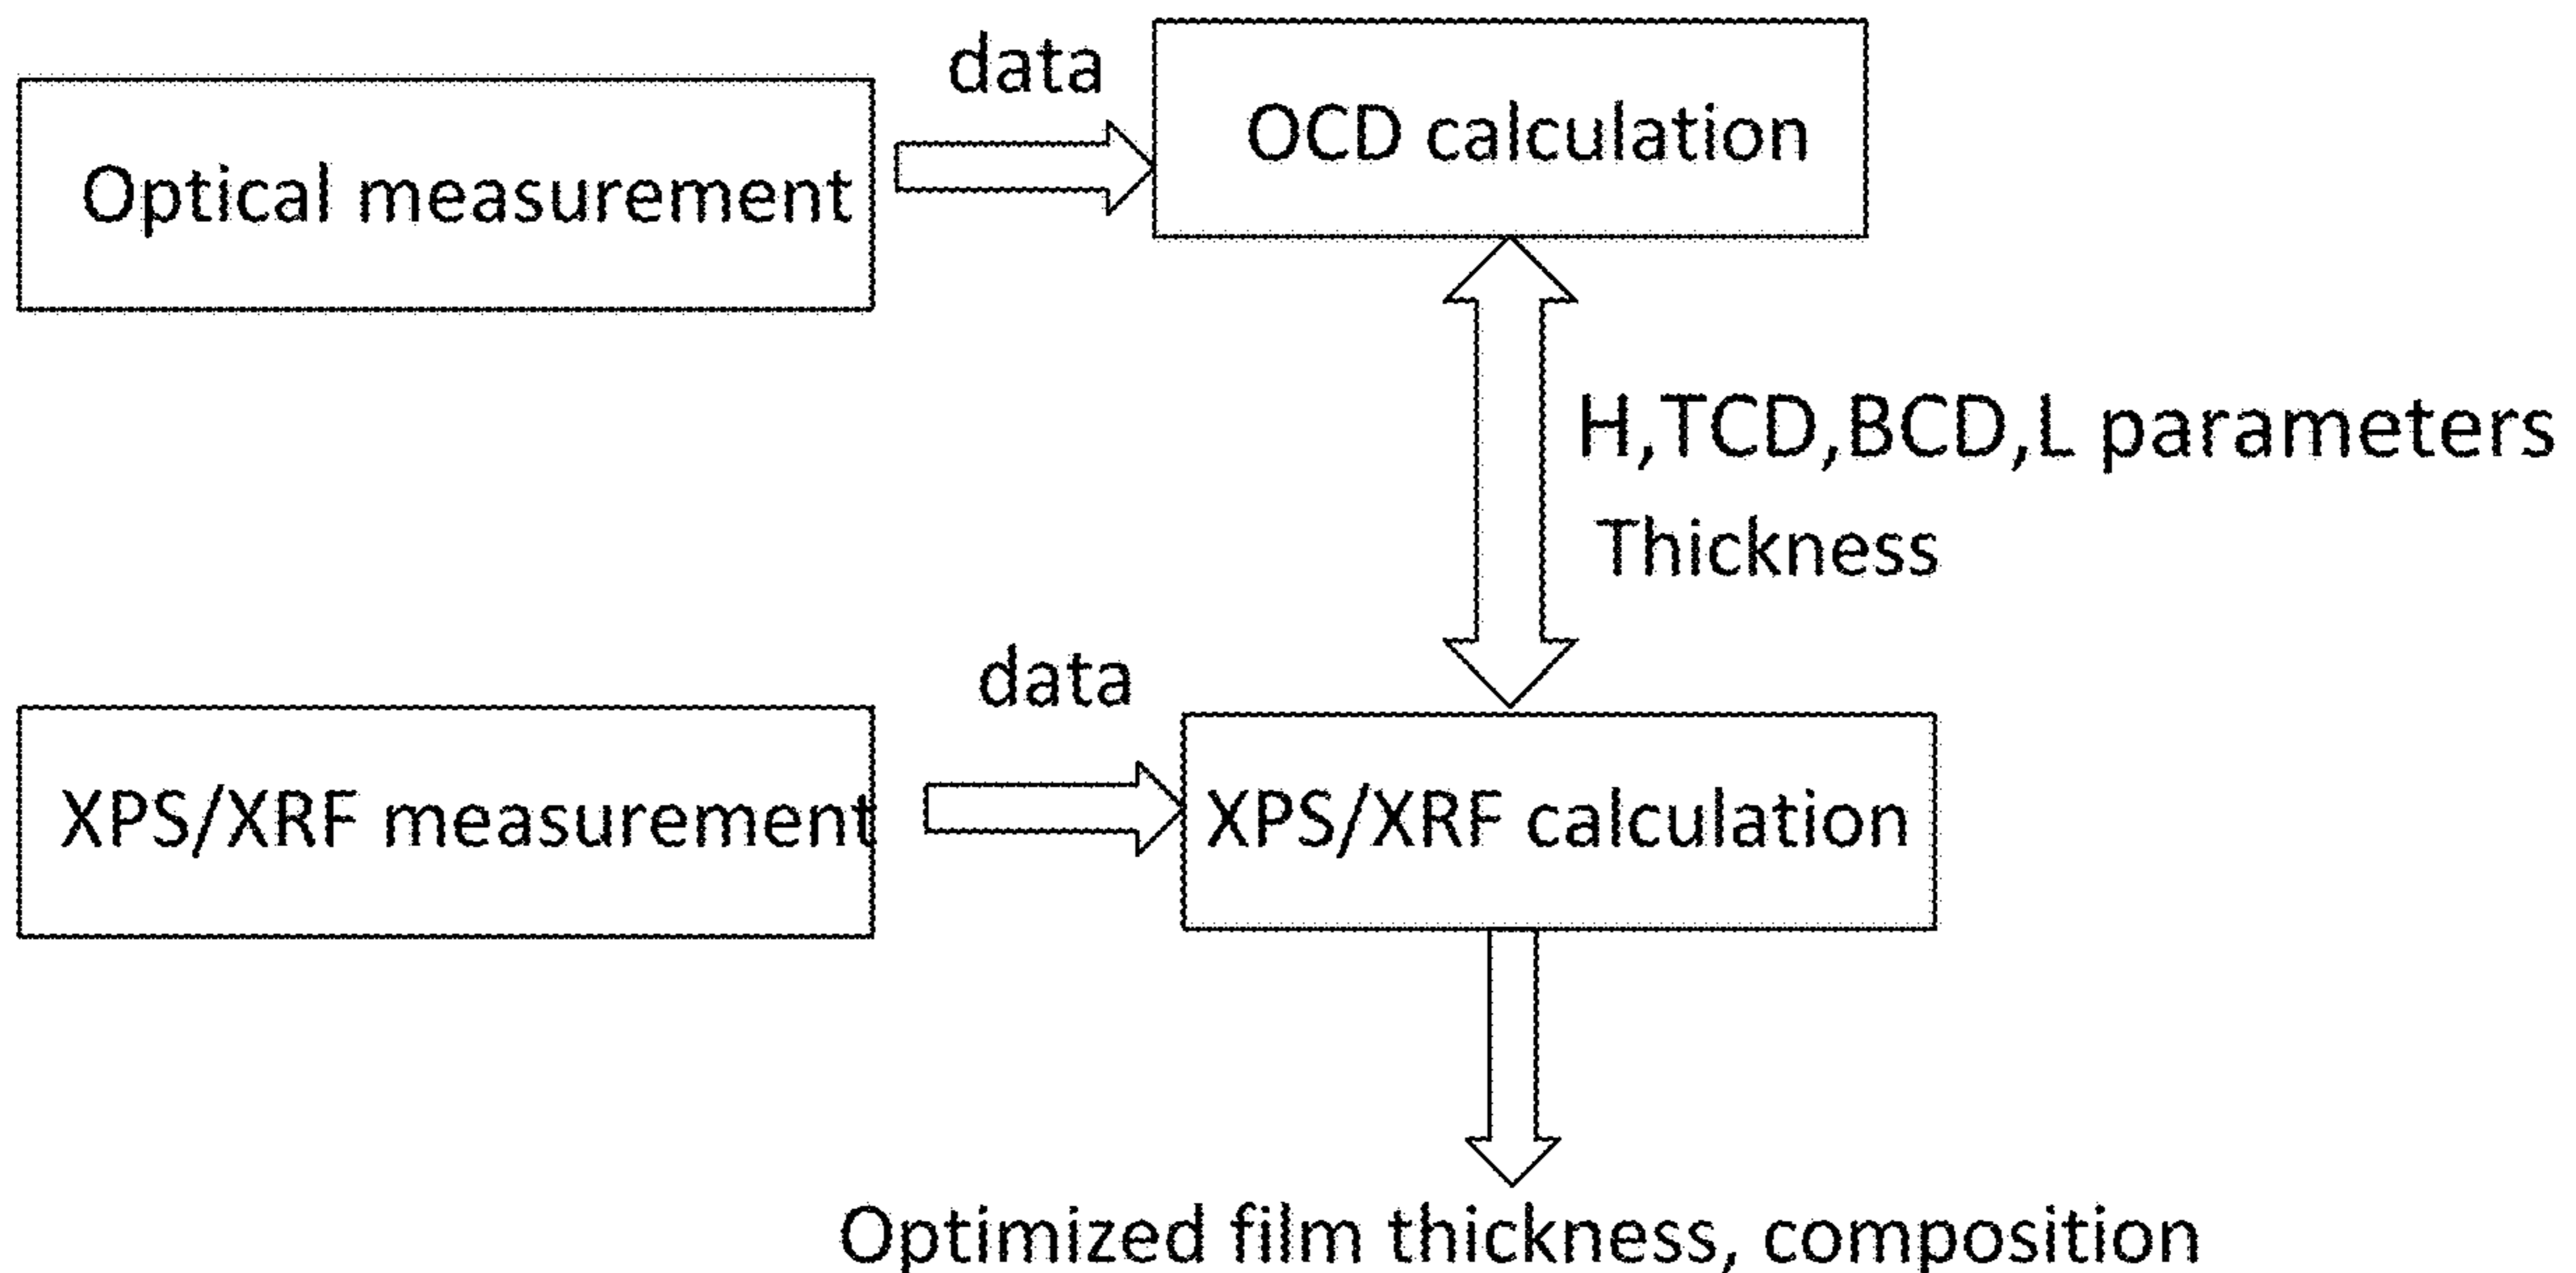 data
Optical measurement
OCD calculation
H,TCD,BCD,L parameters
Thickness
data
XPS/XRF measurement
XPS/XRF calculation
Optimized film thickness, composition